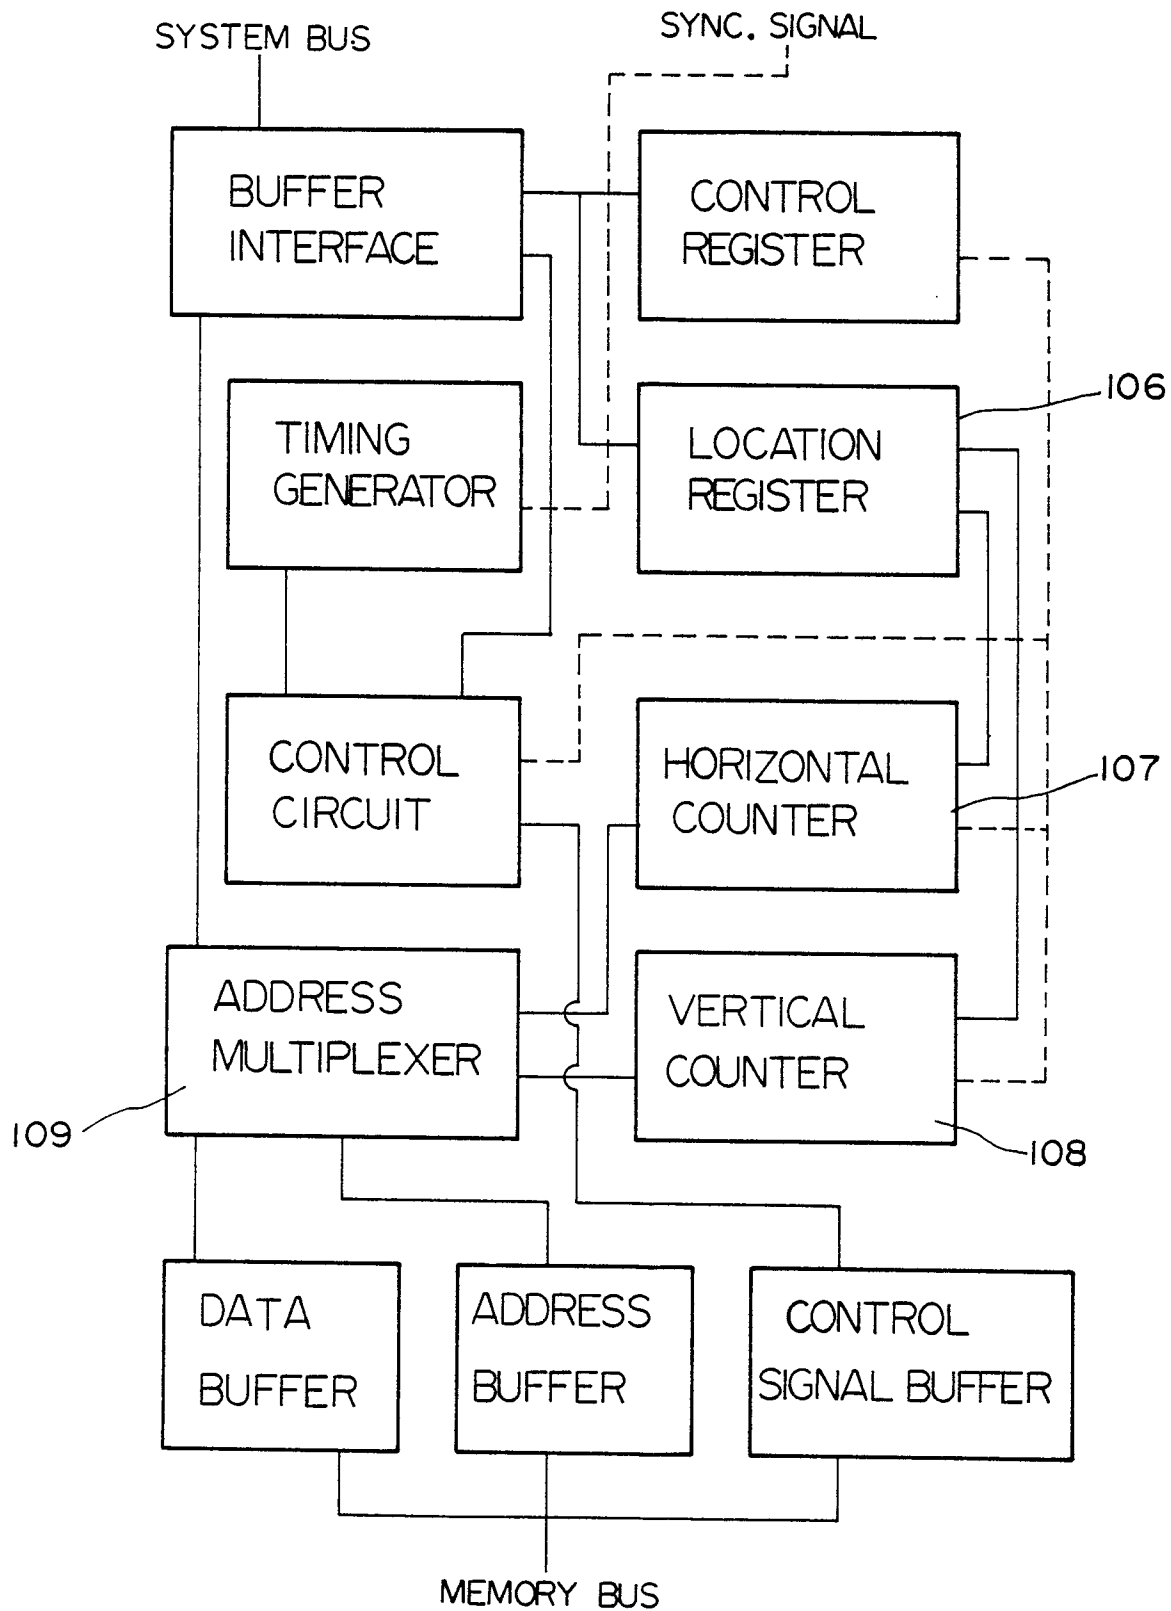 SYSTEM BUS
SYNC. SIGNAL
BUFFER
INTERFACE
CONTROL
REGISTER
TIMING
GENERATOR
LOCATION
REGISTER
106
CONTROL
CIRCUIT
HORIZONTAL
COUNTER
107
ADDRESS
MULTIPLEXER
109
VERTICAL
COUNTER
108
DATA
BUFFER
ADDRESS
BUFFER
CONTROL
SIGNAL BUFFER
MEMORY BUS